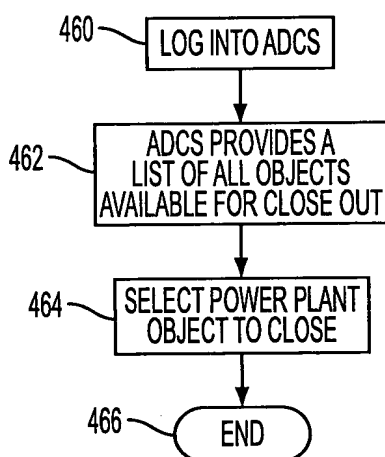 460
LOG INTO ADCS
462
ADCS PROVIDES A
LIST OF ALL OBJECTS
AVAILABLE FOR CLOSE OUT
464
SELECT POWER PLANT
OBJECT TO CLOSE
466
END